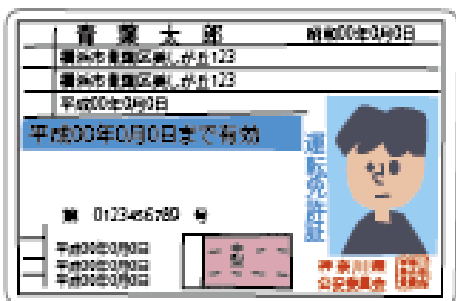 青葉太郎 昭和00年0月0日
横浜市青葉区美しが丘123
横浜市青葉区美しが丘123
平成00年0月0日
平成00年0月0日まで有効
運転免許証
第 0123456789 号
平成00年0月0日
平成00年0月0日
平成00年0月0日
神奈川県
公安委員会